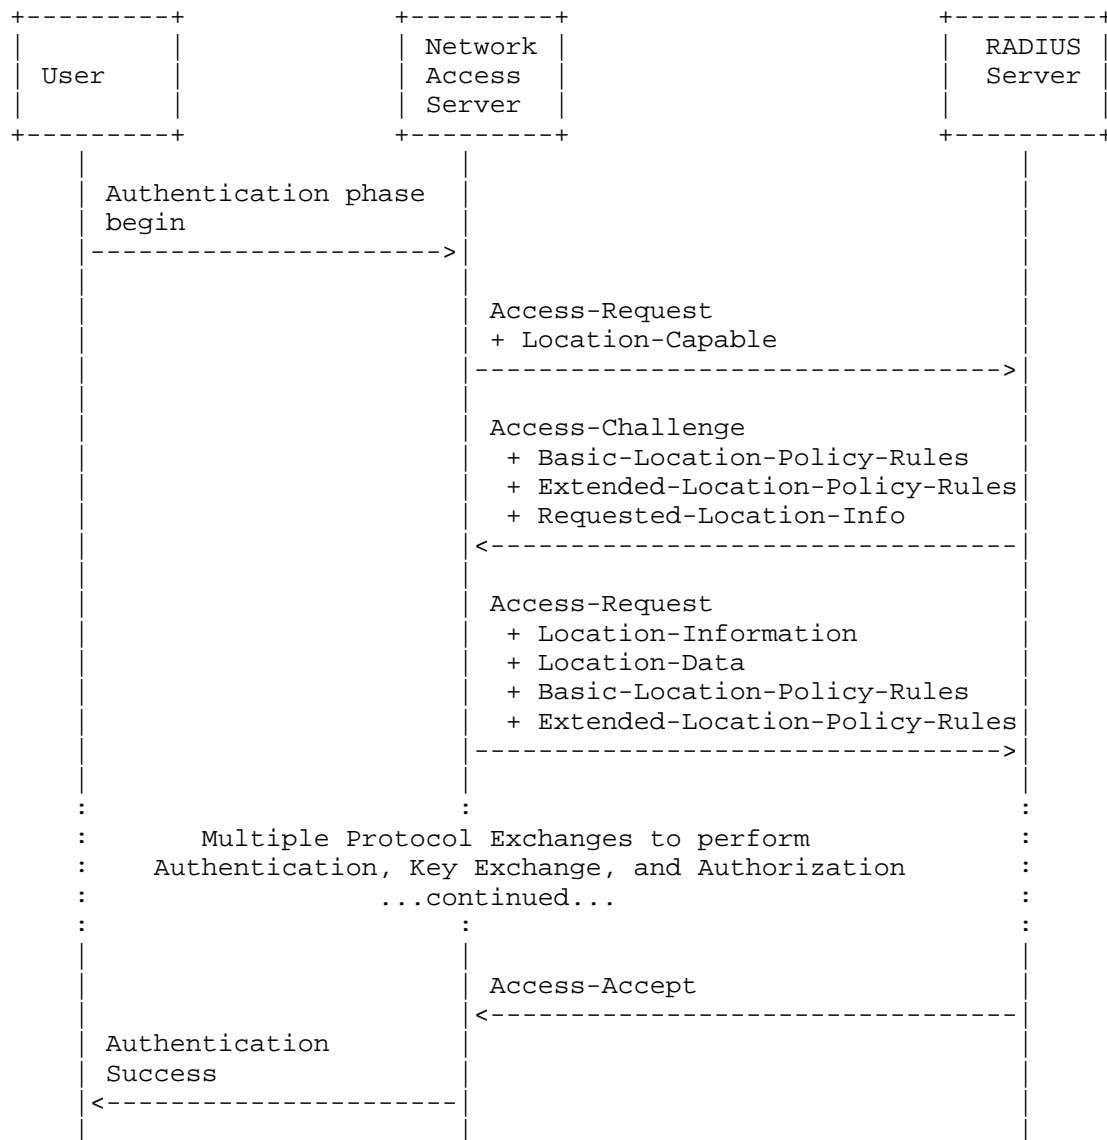 Network RADIUS
User Access Server
Server
Authentication phase
begin
Access-Request
+ Location-Capable
Access-Challenge
+ Basic-Location-Policy-Rules
+ Extended-Location-Policy-Rules
+ Requested-Location-Info
Access-Request
+ Location-Information
+ Location-Data
+ Basic-Location-Policy-Rules
+ Extended-Location-Policy-Rules
Multiple Protocol Exchanges to perform
Authentication, Key Exchange, and Authorization
...continued...
Access-Accept
Authentication
Success